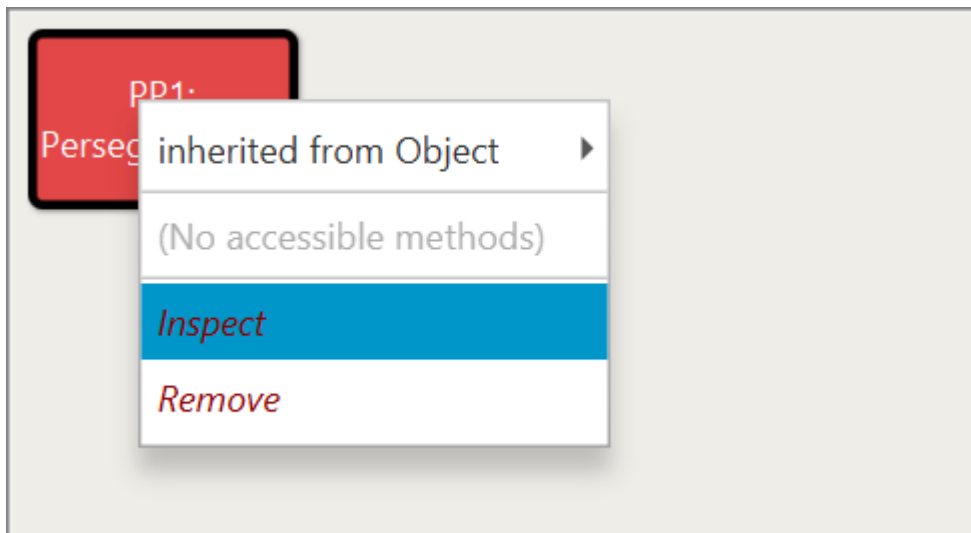 PP1:
Perseg
inherited from Object
(No accessible methods)
Inspect
Remove